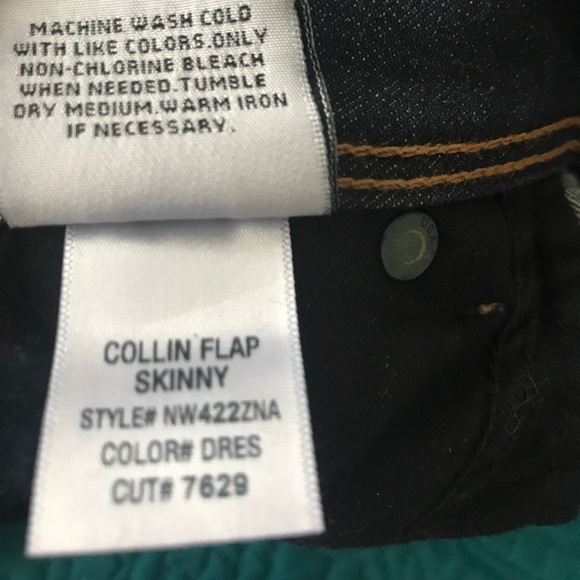 MACHINE WASH COLD
WITH LIKE COLORS.ONLY
NON-CHLORINE BLEACH
WHEN NEEDED.TUMBLE
DRY MEDIUM.WARM IRON
IF NECESSARY.
USA
COLLIN FLAP
SKINNY
STYLE# NW422ZNA
COLOR# DRES
CUT# 7629